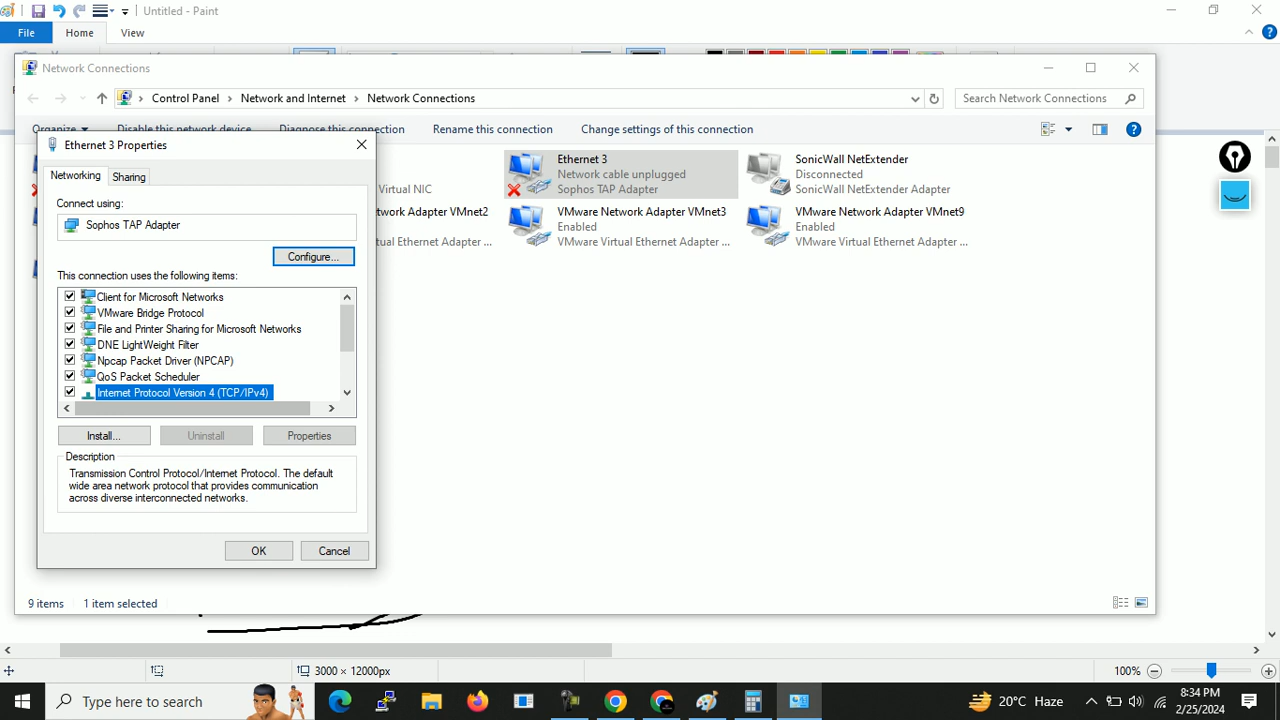 Untitled - Paint
File
Home
View
Network Connections
Control Panel
Network and Internet
Network Connections
Search Network Connections
Organize
Disable this network device
Diagnose this connection
Rename this connection
Change settings of this connection
Ethernet 3 Properties
Networking
Sharing
Connect using:
Sophos TAP Adapter
Configure...
This connection uses the following items:
Client for Microsoft Networks
VMware Bridge Protocol
File and Printer Sharing for Microsoft Networks
DNE LightWeight Filter
Npcap Packet Driver (NPCAP)
QoS Packet Scheduler
Internet Protocol Version 4 (TCP/IPv4)
Install...
Uninstall
Properties
Description
Transmission Control Protocol/Internet Protocol. The default
wide area network protocol that provides communication
across diverse interconnected networks.
OK
Cancel
Virtual NIC
twork Adapter VMnet2
tual Ethernet Adapter ...
Ethernet 3
Network cable unplugged
Sophos TAP Adapter
VMware Network Adapter VMnet3
Enabled
VMware Virtual Ethernet Adapter ...
SonicWall NetExtender
Disconnected
SonicWall NetExtender Adapter
VMware Network Adapter VMnet9
Enabled
VMware Virtual Ethernet Adapter ...
9 items
1 item selected
3000 × 12000px
100%
Type here to search
20°C Haze
8:34 PM
2/25/2024